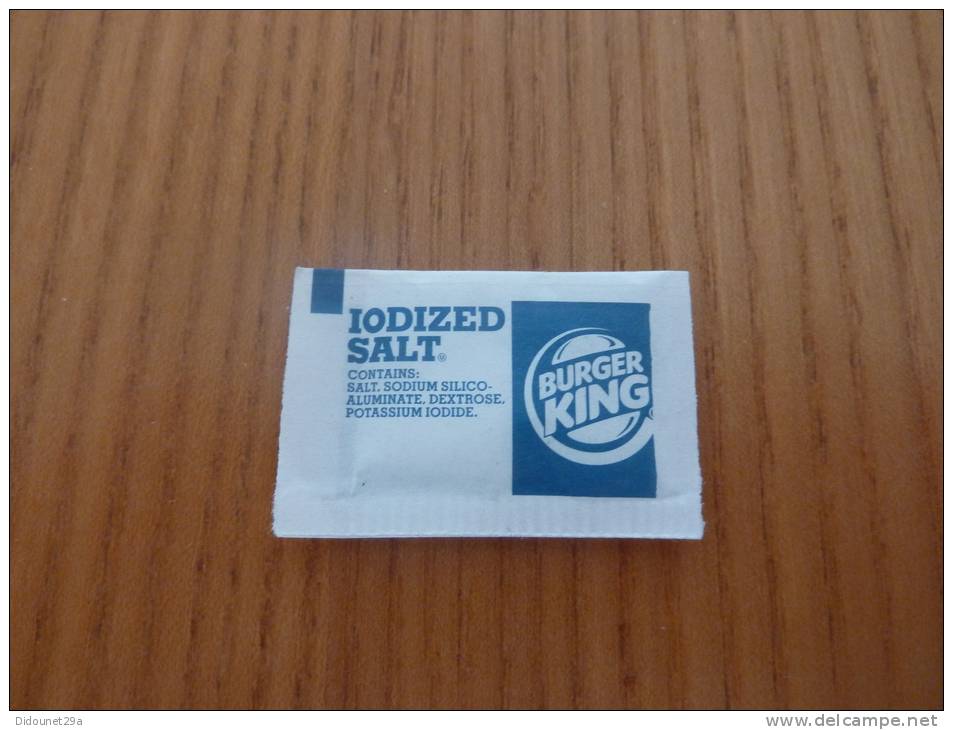 IODIZED
SALT
CONTAINS:
SALT, SODIUM SILICO-
ALUMINATE, DEXTROSE,
POTASSIUM IODIDE.
BURGER
KING
Didounet29a
www.delcampe.net